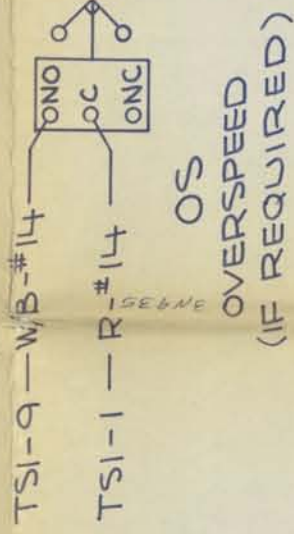 TS1-9 — W/B-#14 — NO
TS1-1 — R-#14 — C
NC
OS
OVERSPEED
(IF REQUIRED)